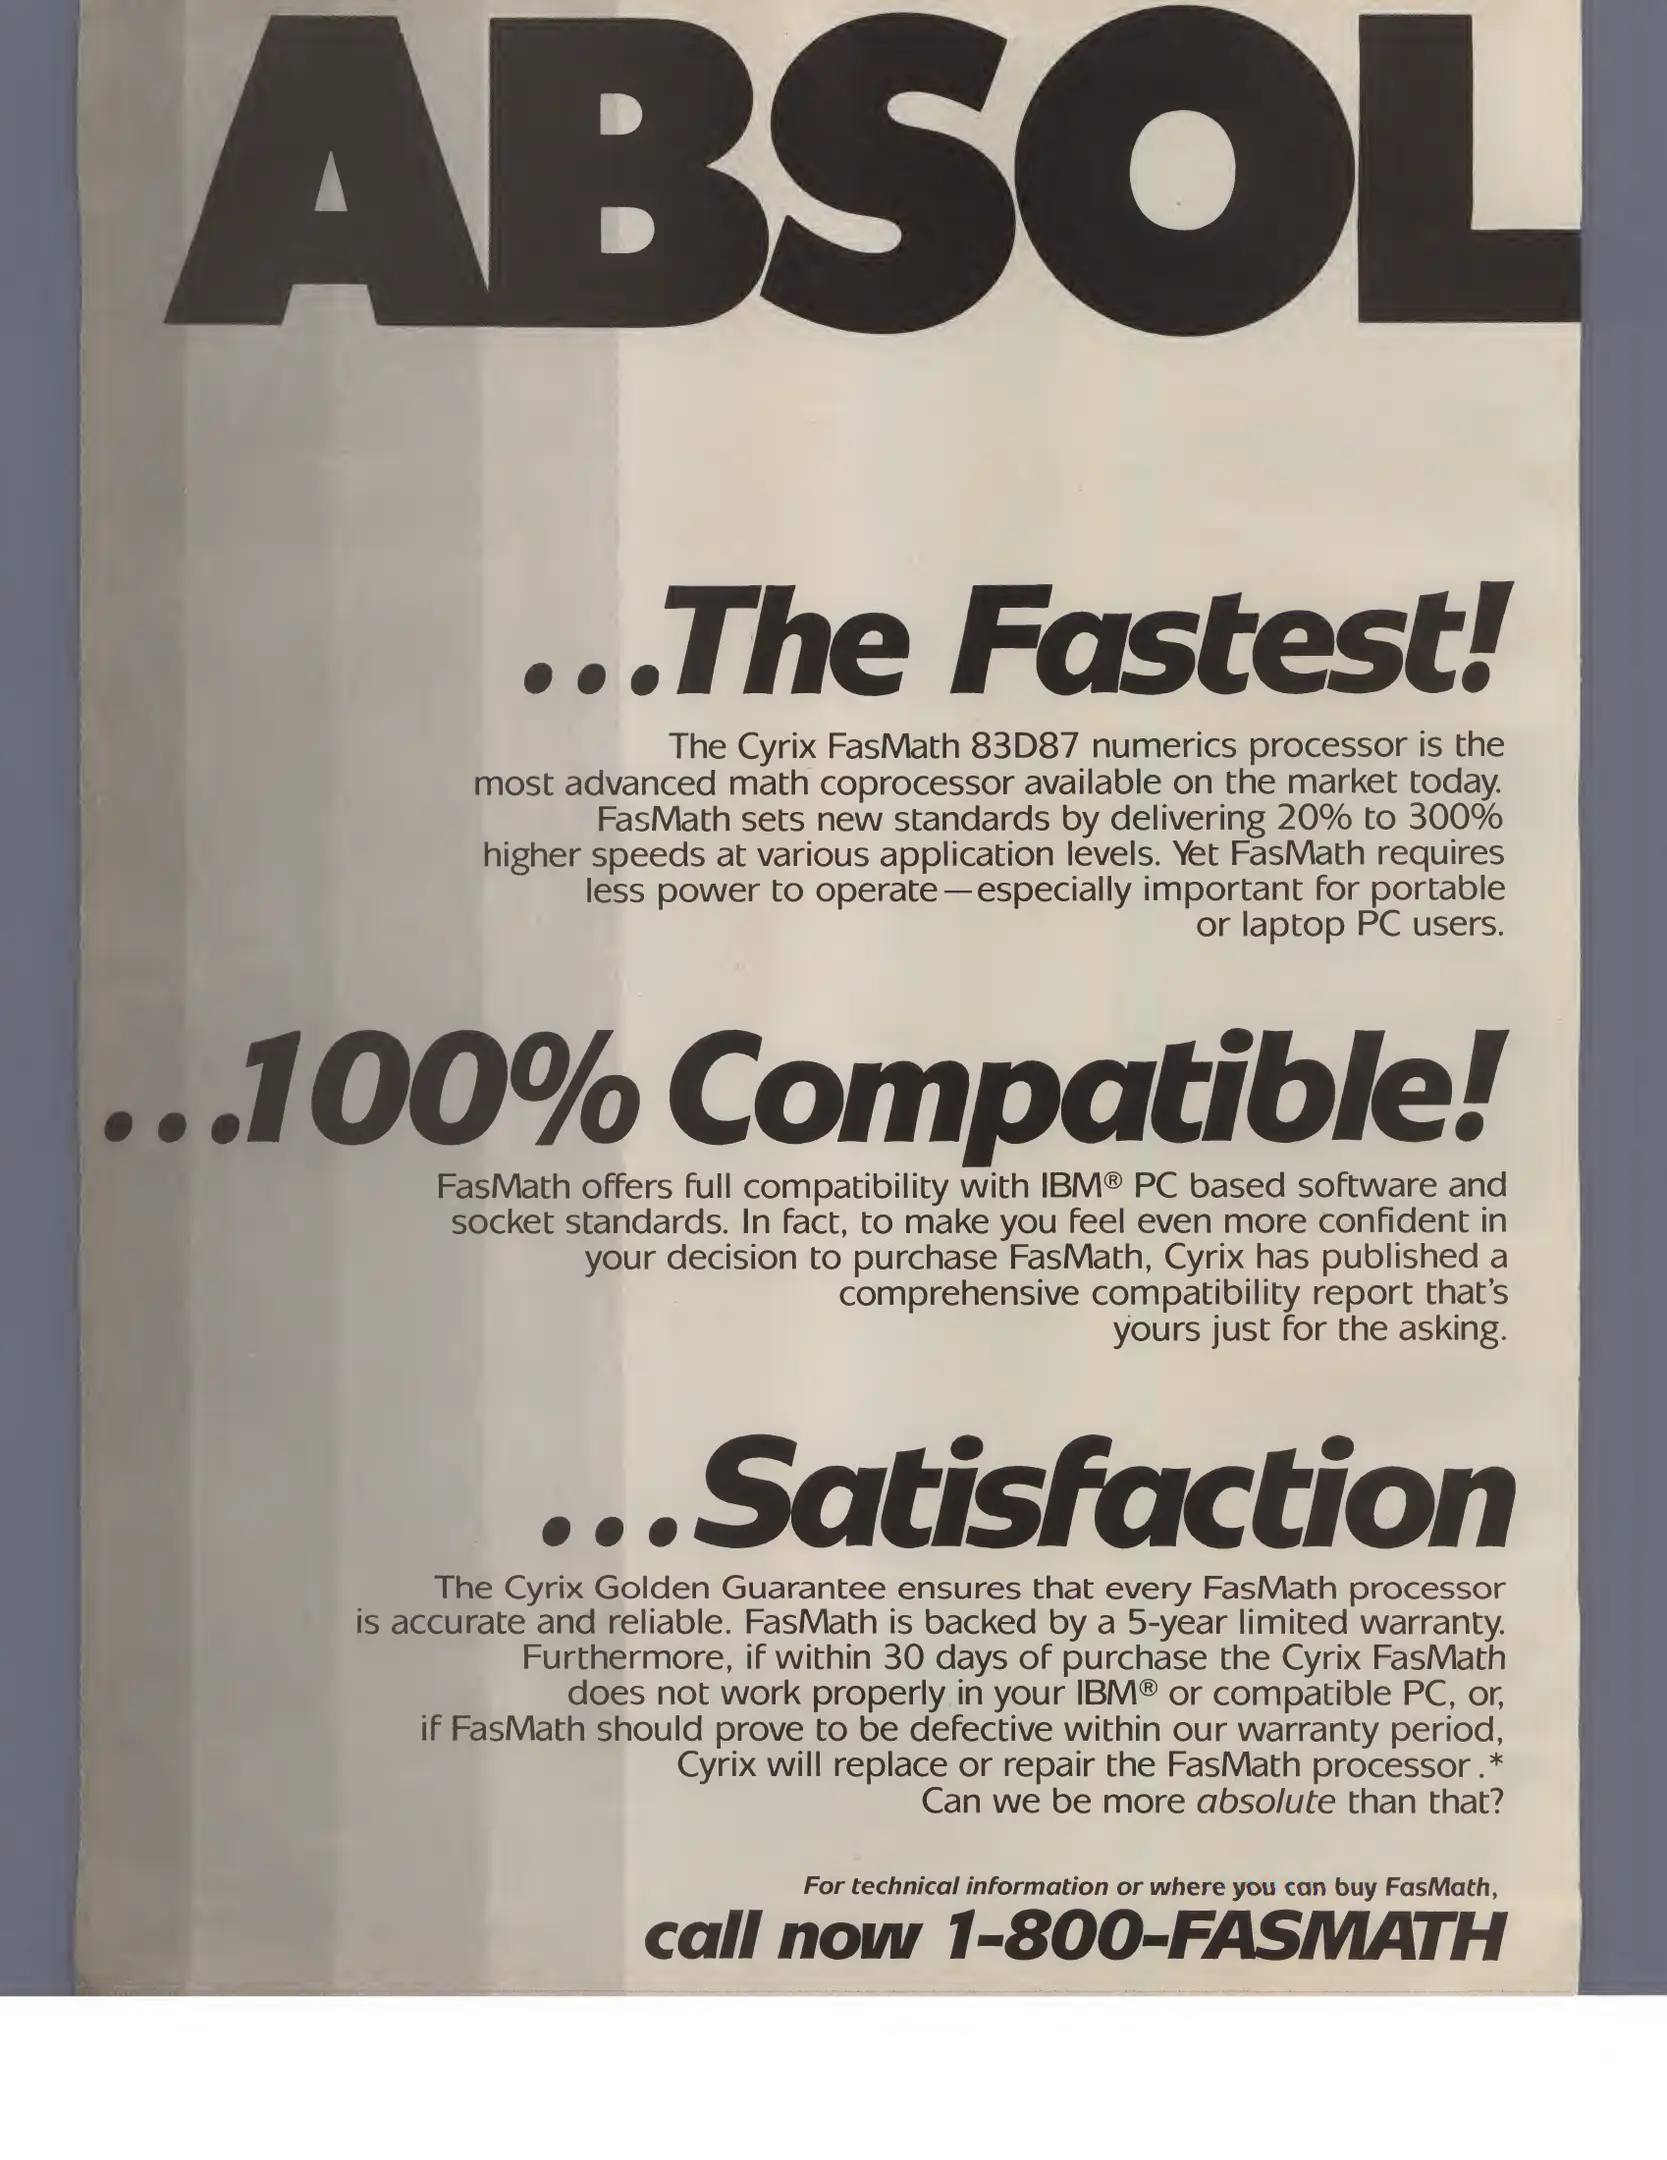 ABSOL
...The Fastest!
The Cyrix FasMath 83D87 numerics processor is the
most advanced math coprocessor available on the market today.
FasMath sets new standards by delivering 20% to 300%
higher speeds at various application levels. Yet FasMath requires
less power to operate—especially important for portable
or laptop PC users.
...100% Compatible!
FasMath offers full compatibility with IBM® PC based software and
socket standards. In fact, to make you feel even more confident in
your decision to purchase FasMath, Cyrix has published a
comprehensive compatibility report that's
yours just for the asking.
...Satisfaction
The Cyrix Golden Guarantee ensures that every FasMath processor
is accurate and reliable. FasMath is backed by a 5-year limited warranty.
Furthermore, if within 30 days of purchase the Cyrix FasMath
does not work properly in your IBM® or compatible PC, or,
if FasMath should prove to be defective within our warranty period,
Cyrix will replace or repair the FasMath processor.*
Can we be more absolute than that?
For technical information or where you can buy FasMath,
call now 1-800-FASMATH